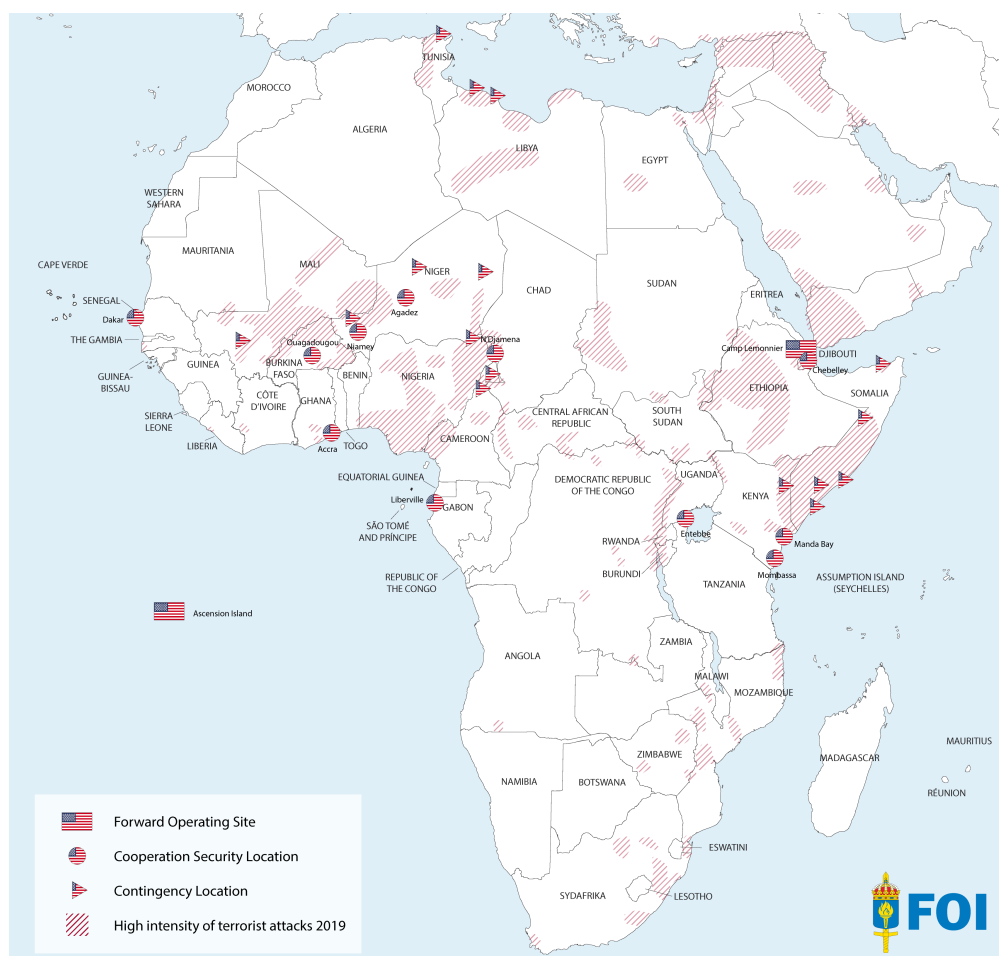 TUNISIA
MOROCCO
ALGERIA
LIBYA
EGYPT
WESTERN
SAHARA
MAURITANIA
MALI
NIGER
CHAD
SUDAN
ERITREA
CAPE VERDE
SENEGAL
Dakar
THE GAMBIA
GUINEA-
BISSAU
GUINEA
SIERRA
LEONE
LIBERIA
CÔTE
D'IVOIRE
Ouagadougou
BURKINA
FASO
GHANA
Accra
TOGO
BENIN
Niamey
Agadez
NIGERIA
N'Djamena
CAMEROON
CENTRAL AFRICAN
REPUBLIC
SOUTH
SUDAN
Camp Lemonnier
DJIBOUTI
Chebelley
ETHIOPIA
SOMALIA
EQUATORIAL GUINEA
Liberville
GABON
SÃO TOMÉ
AND PRÍNCIPE
REPUBLIC OF
THE CONGO
DEMOCRATIC REPUBLIC
OF THE CONGO
UGANDA
KENYA
Entebbe
RWANDA
BURUNDI
Manda Bay
Mombassa
TANZANIA
ASSUMPTION ISLAND
(SEYCHELLES)
Ascension Island
ANGOLA
ZAMBIA
MALAWI
MOZAMBIQUE
ZIMBABWE
NAMIBIA
BOTSWANA
MADAGASCAR
MAURITIUS
RÉUNION
ESWATINI
LESOTHO
SYDAFRIKA
Forward Operating Site
Cooperation Security Location
Contingency Location
High intensity of terrorist attacks 2019
FOI